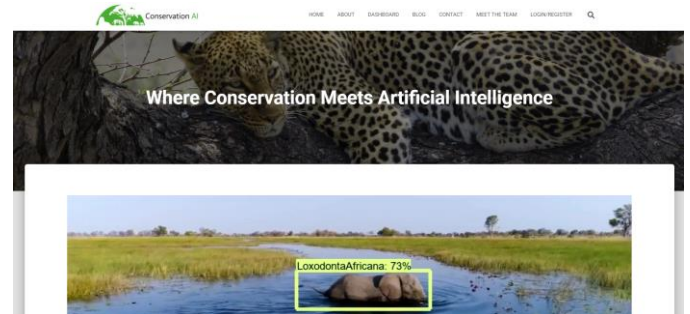 Conservation AI
HOME ABOUT DASHBOARD BLOG CONTACT MEET THE TEAM LOGIN/REGISTER
Where Conservation Meets Artificial Intelligence
LoxodontaAfricana: 73%